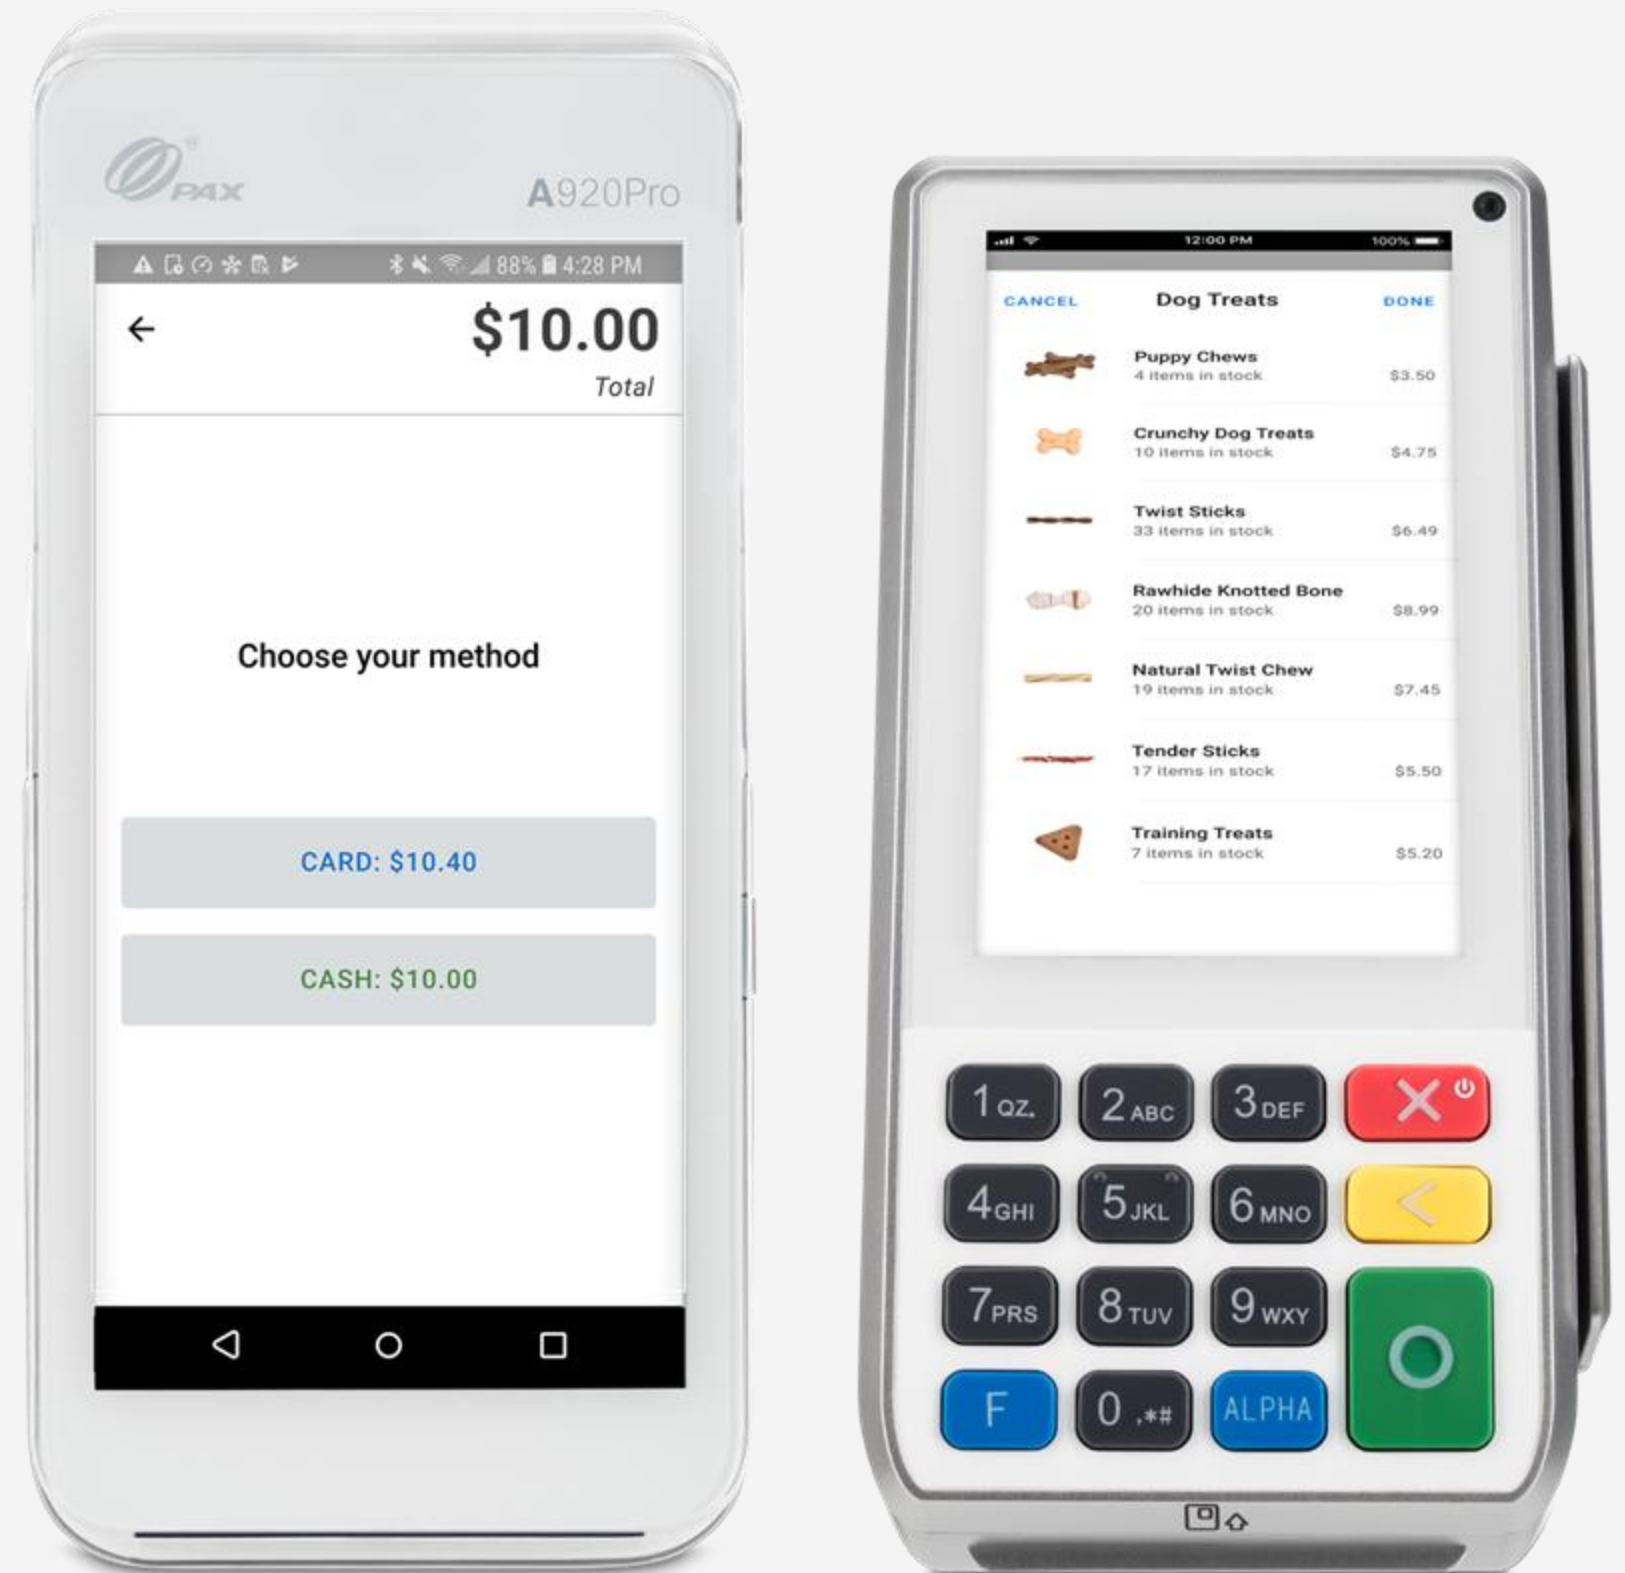 PAX
A920Pro
88% 4:28 PM
$10.00
Total
Choose your method
CARD: $10.40
CASH: $10.00
12:00 PM 100%
CANCEL Dog Treats DONE
Puppy Chews
4 items in stock $3.50
Crunchy Dog Treats
10 items in stock $4.75
Twist Sticks
33 items in stock $6.49
Rawhide Knotted Bone
20 items in stock $8.99
Natural Twist Chew
19 items in stock $7.45
Tender Sticks
17 items in stock $5.50
Training Treats
7 items in stock $5.20
1 QZ. 2 ABC 3 DEF
4 GHI 5 JKL 6 MNO <
7 PRS 8 TUV 9 WXY
F 0 ,*# ALPHA